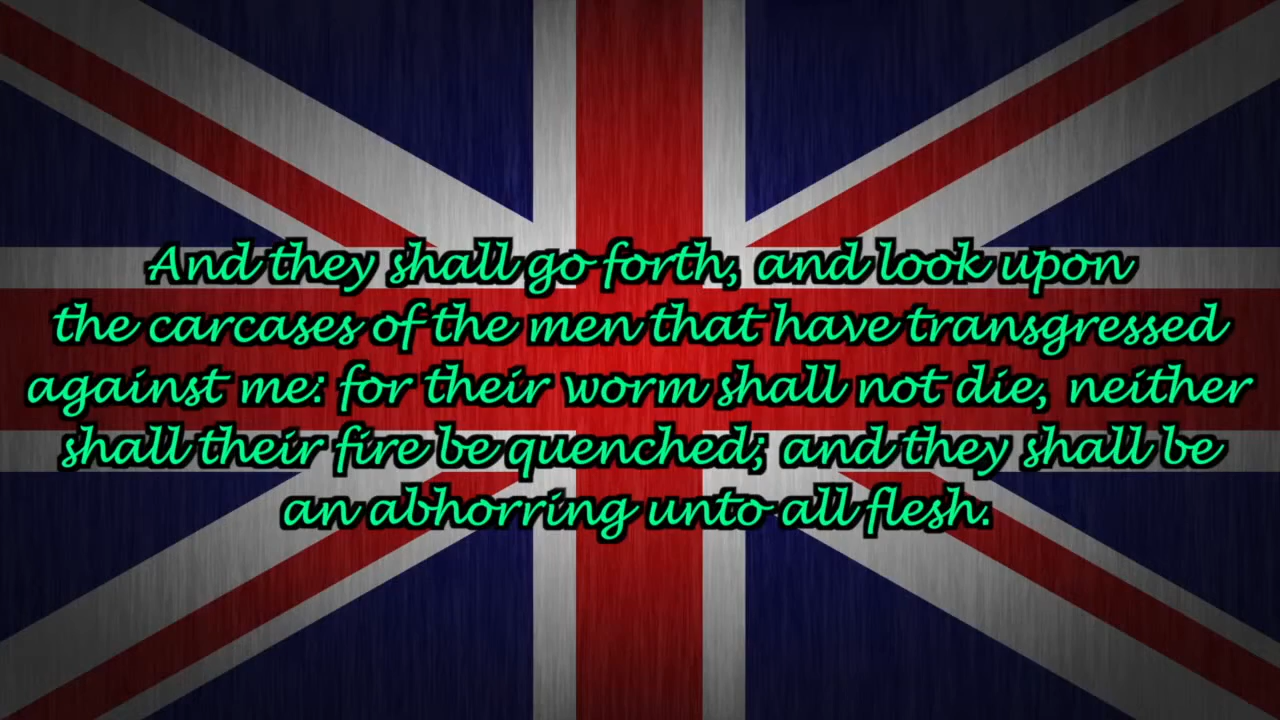 And they shall go forth, and look upon
the carcases of the men that have transgressed
against me: for their worm shall not die, neither
shall their fire be quenched; and they shall be
an abhorring unto all flesh.